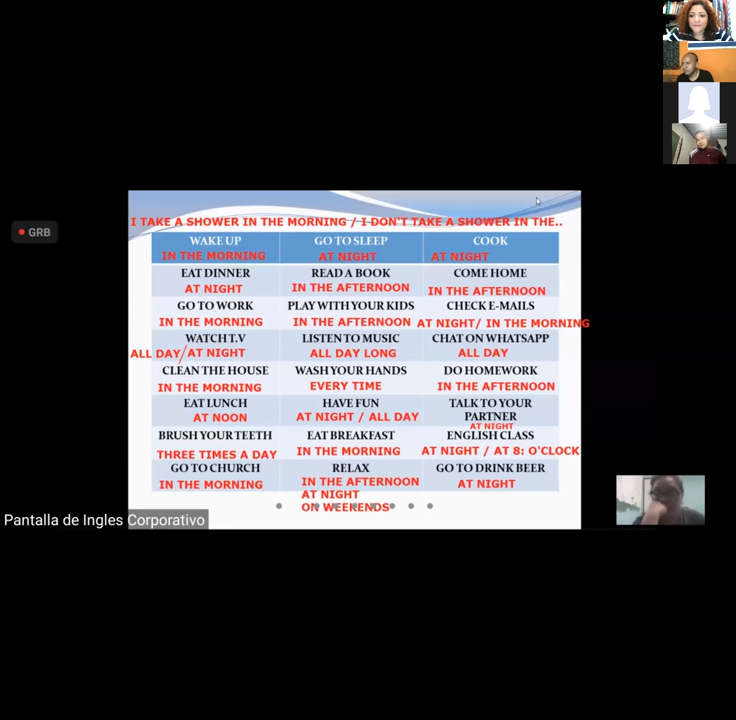 I TAKE A SHOWER IN THE MORNING / I DON'T TAKE A SHOWER IN THE..
GRB
WAKE UP GO TO SLEEP COOK
IN THE MORNING AT NIGHT AT NIGHT
EAT DINNER READ A BOOK COME HOME
AT NIGHT IN THE AFTERNOON IN THE AFTERNOON
GO TO WORK PLAY WITH YOUR KIDS CHECK E-MAILS
IN THE MORNING IN THE AFTERNOON AT NIGHT/ IN THE MORNING
WATCH T.V LISTEN TO MUSIC CHAT ON WHATSAPP
ALL DAY/AT NIGHT ALL DAY LONG ALL DAY
CLEAN THE HOUSE WASH YOUR HANDS DO HOMEWORK
IN THE MORNING EVERY TIME IN THE AFTERNOON
EAT LUNCH HAVE FUN TALK TO YOUR
PARTNER
AT NOON AT NIGHT / ALL DAY AT NIGHT
BRUSH YOUR TEETH EAT BREAKFAST ENGLISH CLASS
THREE TIMES A DAY IN THE MORNING AT NIGHT / AT 8: O'CLOCK
GO TO CHURCH RELAX GO TO DRINK BEER
IN THE MORNING IN THE AFTERNOON AT NIGHT
AT NIGHT
ON WEEKENDS
Pantalla de Ingles Corporativo